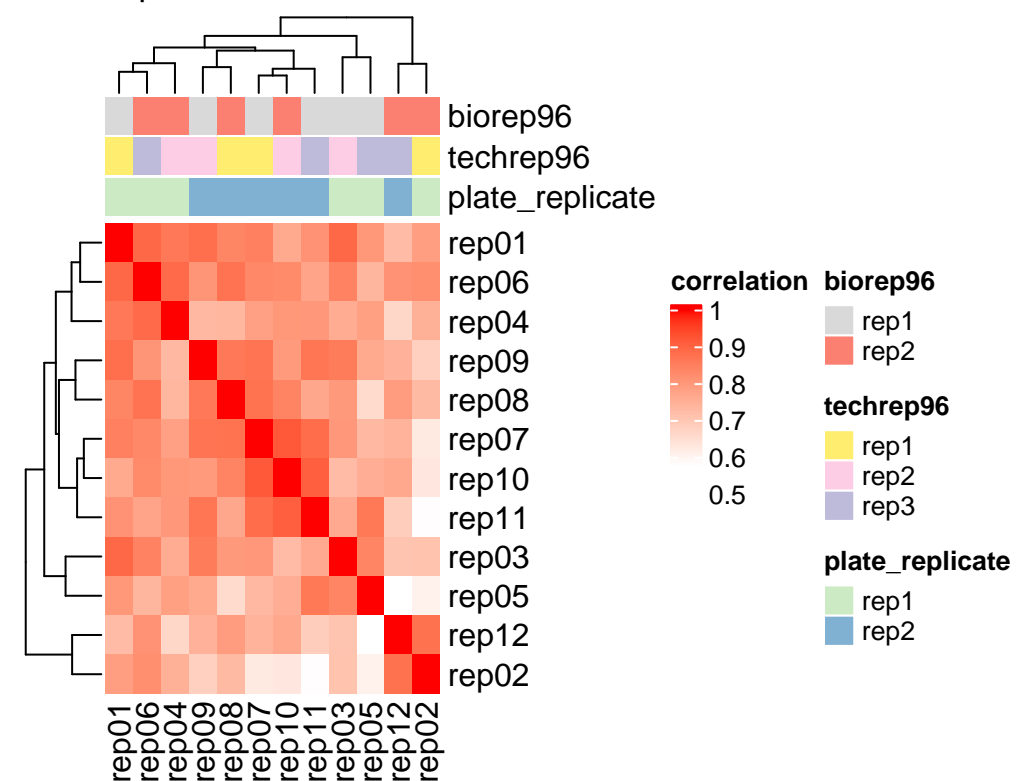 biorep96
techrep96
plate_replicate
rep01
rep06
rep04
rep09
rep08
rep07
rep10
rep11
rep03
rep05
rep12
rep02
rep01
rep06
rep04
rep09
rep08
rep07
rep10
rep11
rep03
rep05
rep12
rep02
correlation
1
0.9
0.8
0.7
0.6
0.5
biorep96
rep1
rep2
techrep96
rep1
rep2
rep3
plate_replicate
rep1
rep2